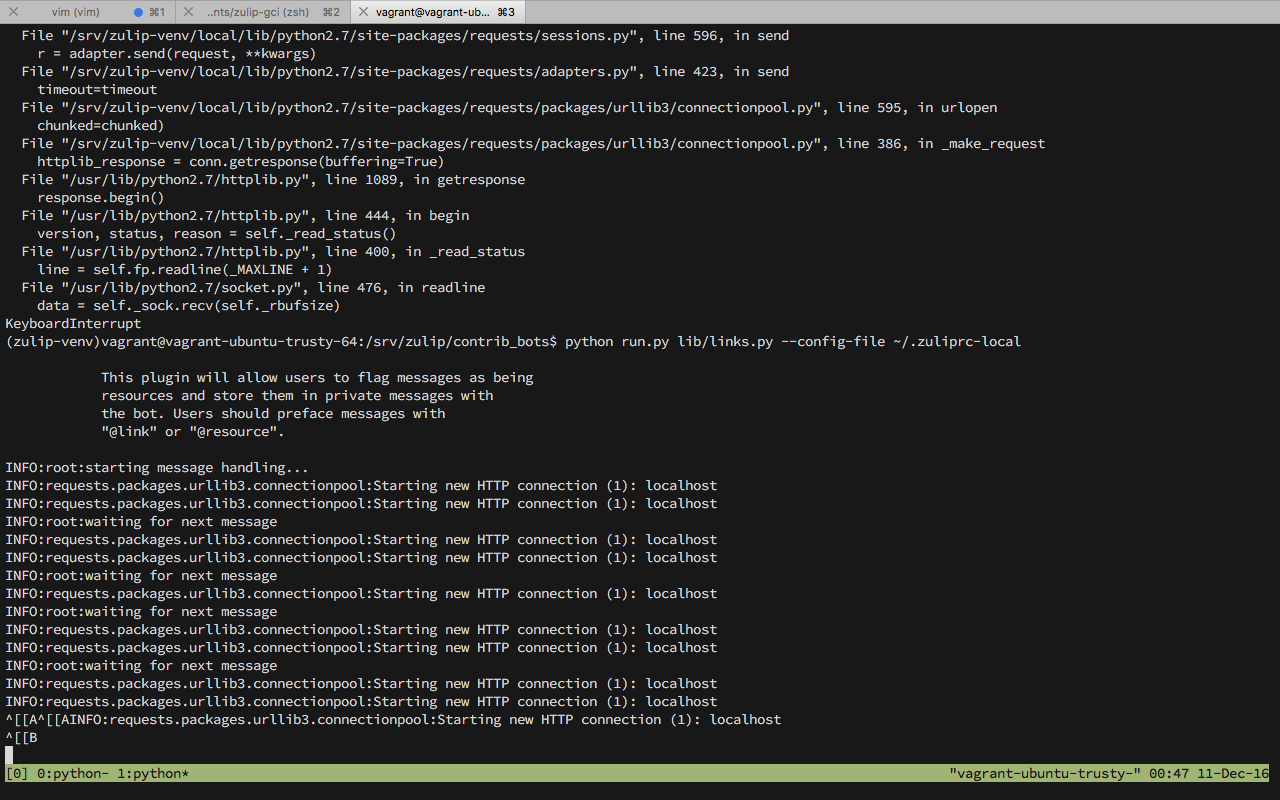 vim (vim) ⌘1 ..nts/zulip-gci (zsh) ⌘2 vagrant@vagrant-ub... ⌘3
File "/srv/zulip-venv/local/lib/python2.7/site-packages/requests/sessions.py", line 596, in send
r = adapter.send(request, **kwargs)
File "/srv/zulip-venv/local/lib/python2.7/site-packages/requests/adapters.py", line 423, in send
timeout=timeout
File "/srv/zulip-venv/local/lib/python2.7/site-packages/requests/packages/urllib3/connectionpool.py", line 595, in urlopen
chunked=chunked)
File "/srv/zulip-venv/local/lib/python2.7/site-packages/requests/packages/urllib3/connectionpool.py", line 386, in _make_request
httplib_response = conn.getresponse(buffering=True)
File "/usr/lib/python2.7/httplib.py", line 1089, in getresponse
response.begin()
File "/usr/lib/python2.7/httplib.py", line 444, in begin
version, status, reason = self._read_status()
File "/usr/lib/python2.7/httplib.py", line 400, in _read_status
line = self.fp.readline(_MAXLINE + 1)
File "/usr/lib/python2.7/socket.py", line 476, in readline
data = self._sock.recv(self._rbufsize)
KeyboardInterrupt
(zulip-venv)vagrant@vagrant-ubuntu-trusty-64:/srv/zulip/contrib_bots$ python run.py lib/links.py --config-file ~/.zuliprc-local
This plugin will allow users to flag messages as being
resources and store them in private messages with
the bot. Users should preface messages with
"@link" or "@resource".
INFO:root:starting message handling...
INFO:requests.packages.urllib3.connectionpool:Starting new HTTP connection (1): localhost
INFO:requests.packages.urllib3.connectionpool:Starting new HTTP connection (1): localhost
INFO:root:waiting for next message
INFO:requests.packages.urllib3.connectionpool:Starting new HTTP connection (1): localhost
INFO:requests.packages.urllib3.connectionpool:Starting new HTTP connection (1): localhost
INFO:root:waiting for next message
INFO:requests.packages.urllib3.connectionpool:Starting new HTTP connection (1): localhost
INFO:root:waiting for next message
INFO:requests.packages.urllib3.connectionpool:Starting new HTTP connection (1): localhost
INFO:requests.packages.urllib3.connectionpool:Starting new HTTP connection (1): localhost
INFO:root:waiting for next message
INFO:requests.packages.urllib3.connectionpool:Starting new HTTP connection (1): localhost
INFO:requests.packages.urllib3.connectionpool:Starting new HTTP connection (1): localhost
^[[A^[[AINFO:requests.packages.urllib3.connectionpool:Starting new HTTP connection (1): localhost
^[[B
[0] 0:python- 1:python* "vagrant-ubuntu-trusty-" 00:47 11-Dec-16